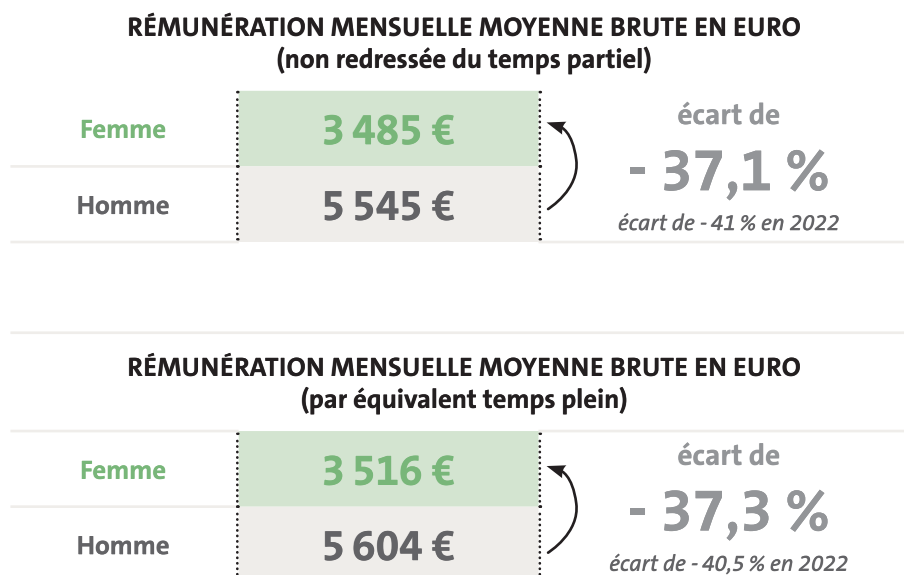 RÉMUNÉRATION MENSUELLE MOYENNE BRUTE EN EURO
(non redressée du temps partiel)
Femme
3 485 €
Homme
5 545 €
écart de
- 37,1 %
écart de - 41 % en 2022
RÉMUNÉRATION MENSUELLE MOYENNE BRUTE EN EURO
(par équivalent temps plein)
Femme
3 516 €
Homme
5 604 €
écart de
- 37,3 %
écart de - 40,5 % en 2022